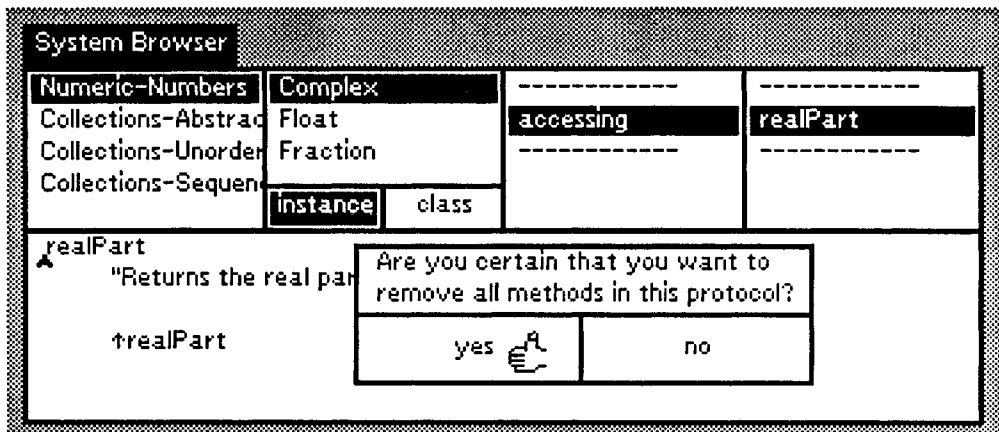 System Browser
Numeric-Numbers
Collections-Abstrac
Collections-Unorder
Collections-Sequen
Complex
Float
Fraction
instance class
------------
accessing
------------
------------
realPart
------------
realPart
"Returns the real par
↑realPart
Are you certain that you want to
remove all methods in this protocol?
yes no